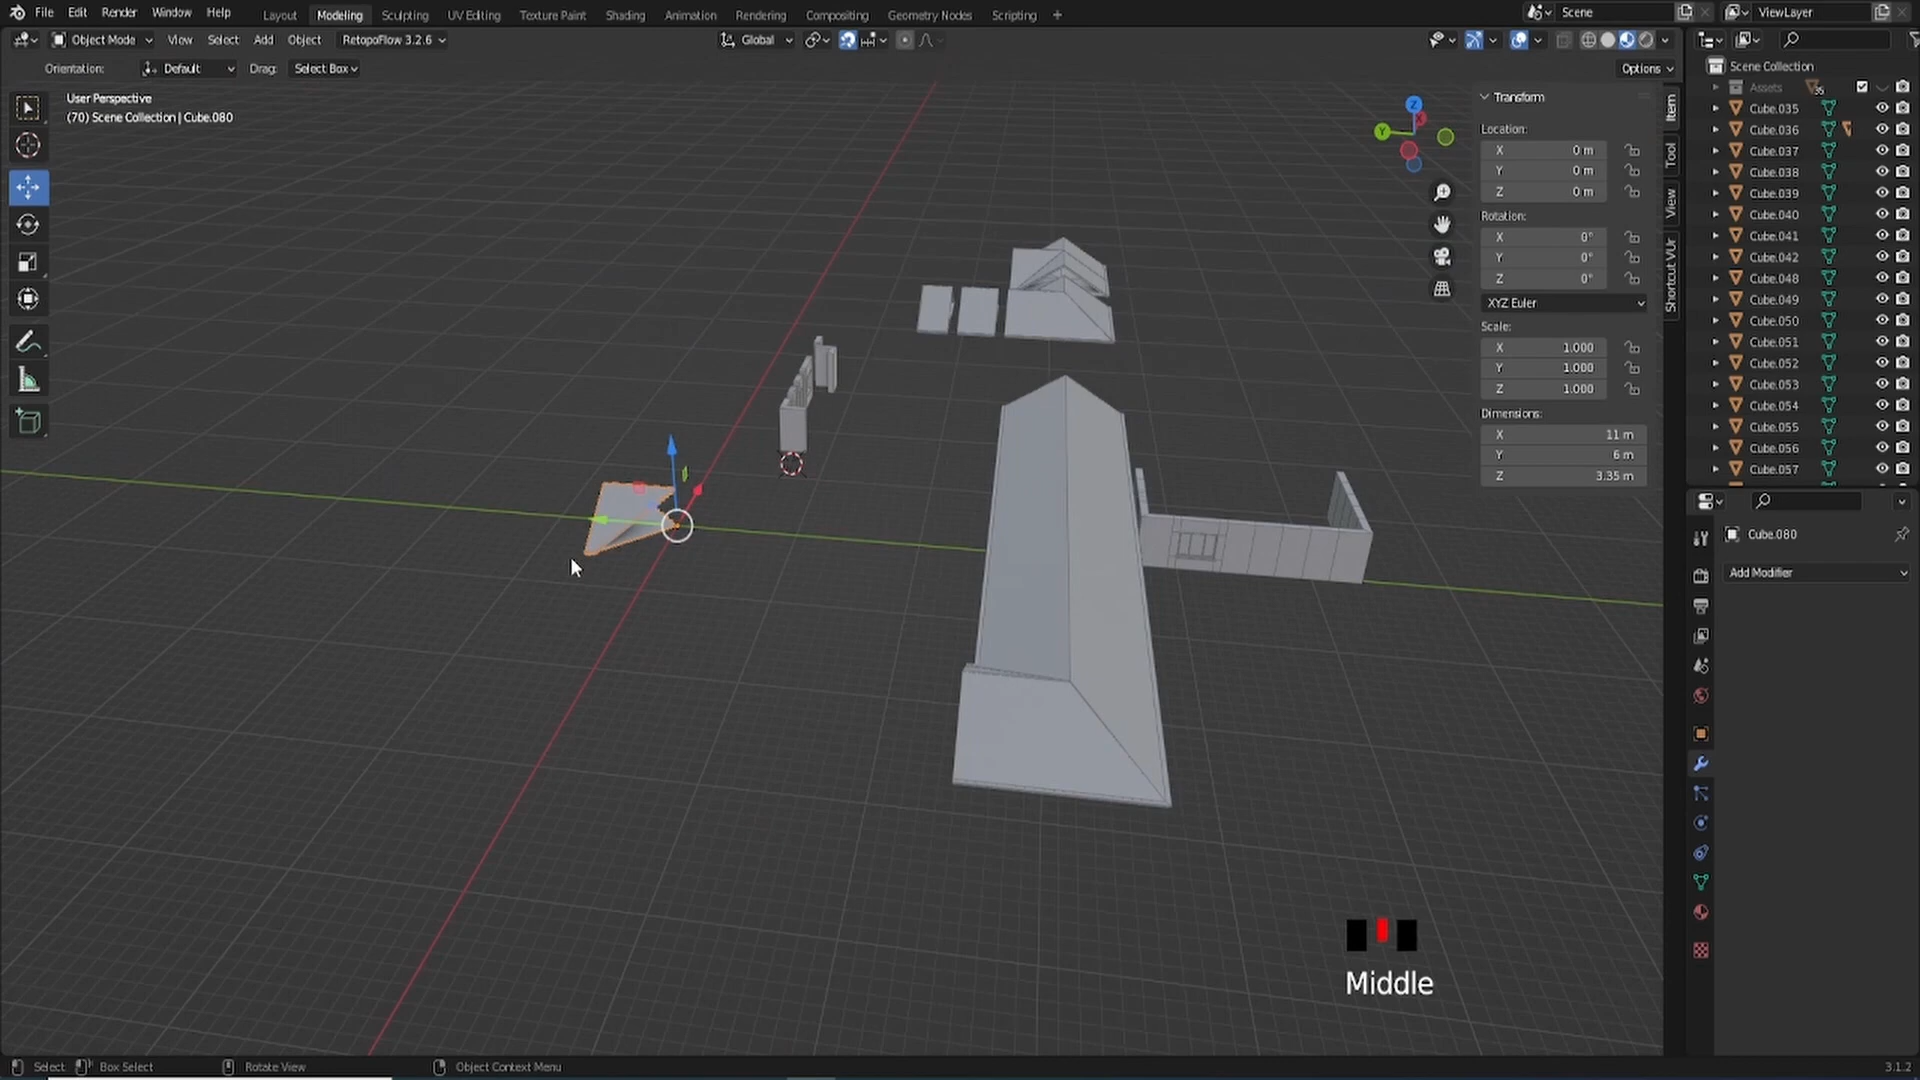 File Edit Render Window Help Layout Modeling Sculpting UV Editing Texture Paint Shading Animation Rendering Compositing Geometry Nodes Scripting + Scene ViewLayer
Object Mode View Select Add Object RetopoFlow 3.2.6 Global
Orientation: Default Drag: Select Box Options
User Perspective
(70) Scene Collection | Cube.080
Transform
Location:
X 0 m
Y 0 m
Z 0 m
Rotation:
X 0°
Y 0°
Z 0°
XYZ Euler
Scale:
X 1.000
Y 1.000
Z 1.000
Dimensions:
X 11 m
Y 6 m
Z 3.35 m
Item
Tool
View
Shortcut VUr
Z
X
Y
Scene Collection
Assets 35
Cube.035
Cube.036
Cube.037
Cube.038
Cube.039
Cube.040
Cube.041
Cube.042
Cube.048
Cube.049
Cube.050
Cube.051
Cube.052
Cube.053
Cube.054
Cube.055
Cube.056
Cube.057
Cube.080
Add Modifier
Middle
Select Box Select Rotate View Object Context Menu 3.1.2